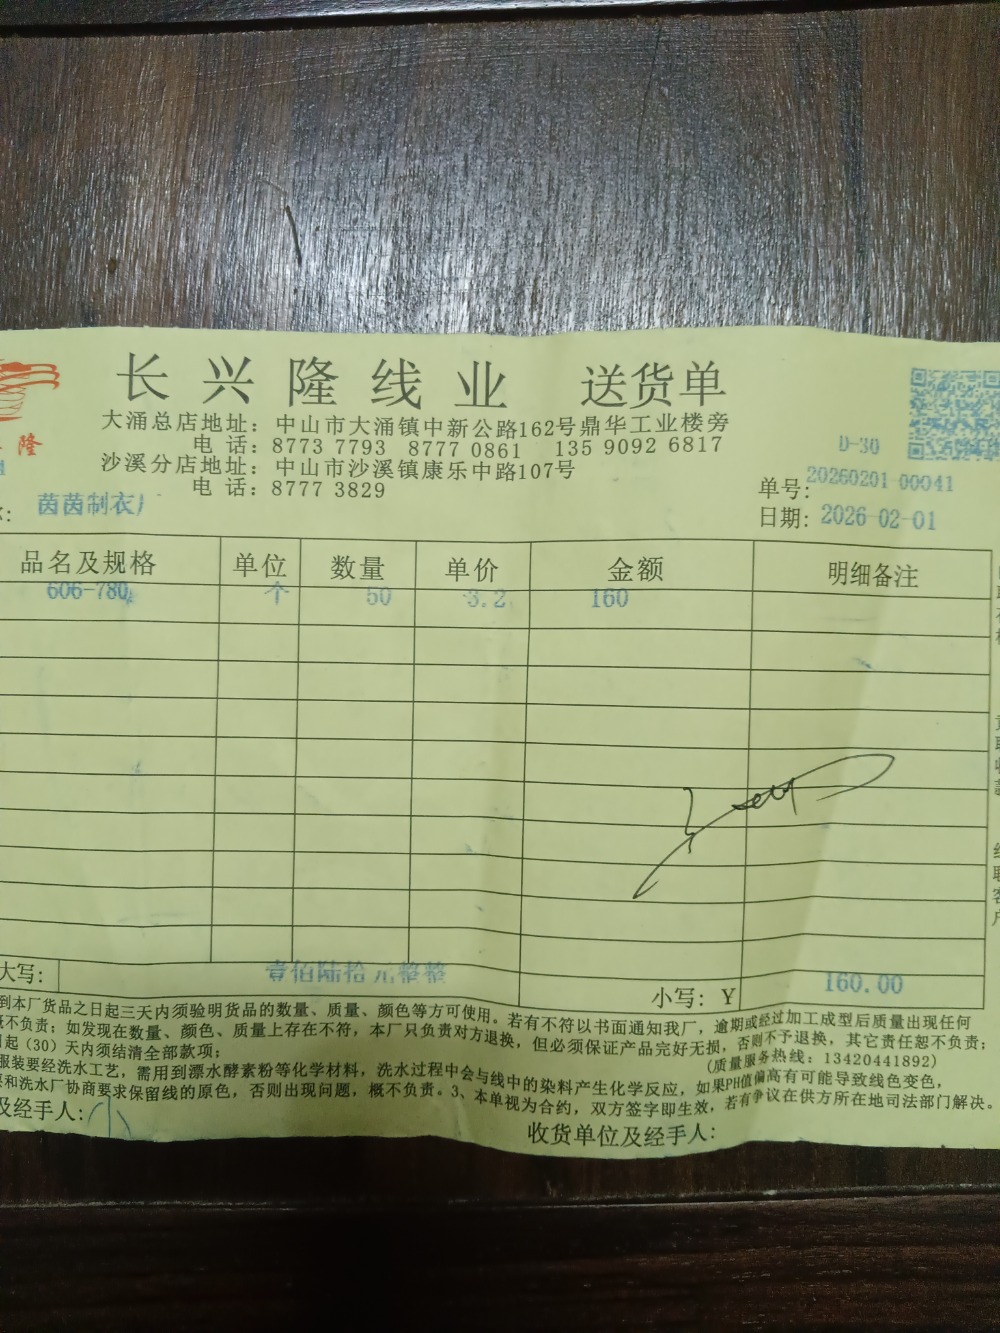 长兴隆线业 送货单
大涌总店地址：中山市大涌镇中新公路162号鼎华工业楼旁
电 话：8773 7793 8777 0861 135 9092 6817
沙溪分店地址：中山市沙溪镇康乐中路107号
电 话：8777 3829
隆
D-30
单号：20260201-00041
日期：2026-02-01
茵茵制衣厂
品名及规格 单位 数量 单价 金额 明细备注
606-780# 个 50 3.2 160
大写： 壹佰陆拾元整整
小写：Y 160.00
到本厂货品之日起三天内须验明货品的数量、质量、颜色等方可使用。若有不符以书面通知我厂，逾期或经过加工成型后质量出现任何
概不负责；如发现在数量、颜色、质量上存在不符，本厂只负责对方退换，但必须保证产品完好无损，否则不予退换，其它责任恕不负责；
起（30）天内须结清全部款项；
(质量服务热线：13420441892)
服装要经洗水工艺，需用到漂水酵素粉等化学材料，洗水过程中会与线中的染料产生化学反应，如果PH值偏高有可能导致线色变色，
要和洗水厂协商要求保留线的原色，否则出现问题，概不负责。3、本单视为合约，双方签字即生效，若有争议在供方所在地司法部门解决。
及经手人：
收货单位及经手人：